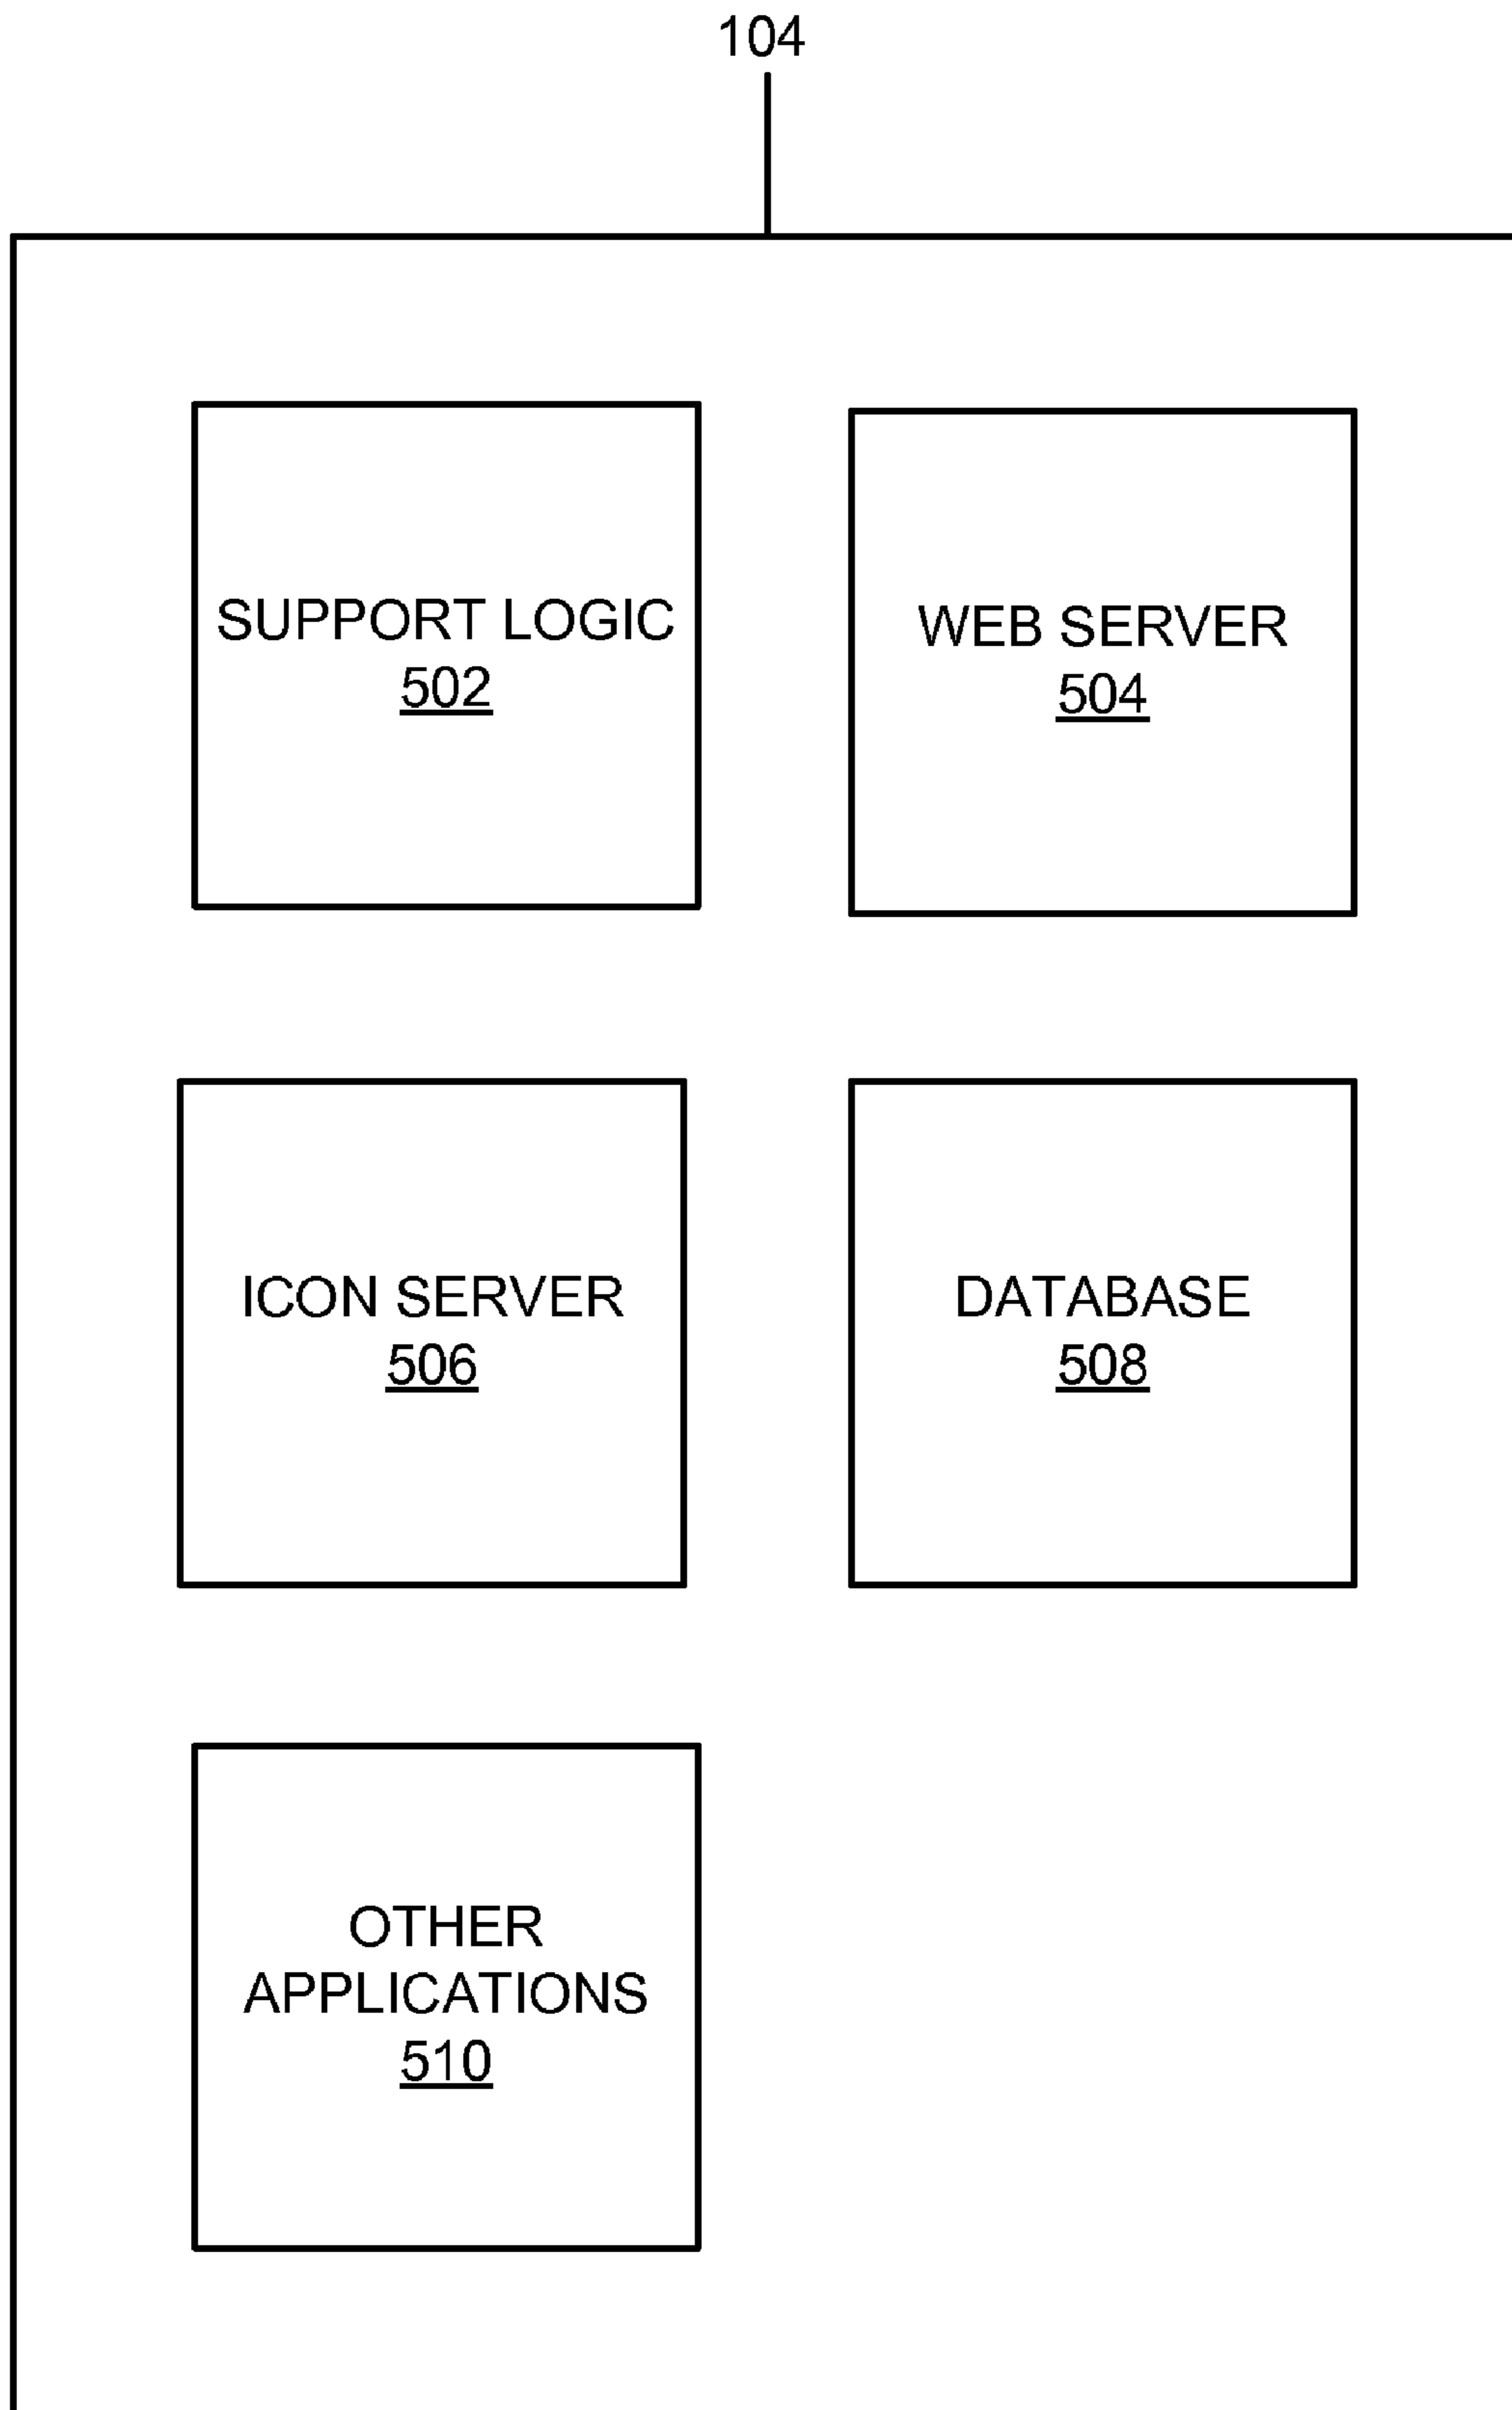 104
SUPPORT LOGIC
502
WEB SERVER
504
ICON SERVER
506
DATABASE
508
OTHER
APPLICATIONS
510